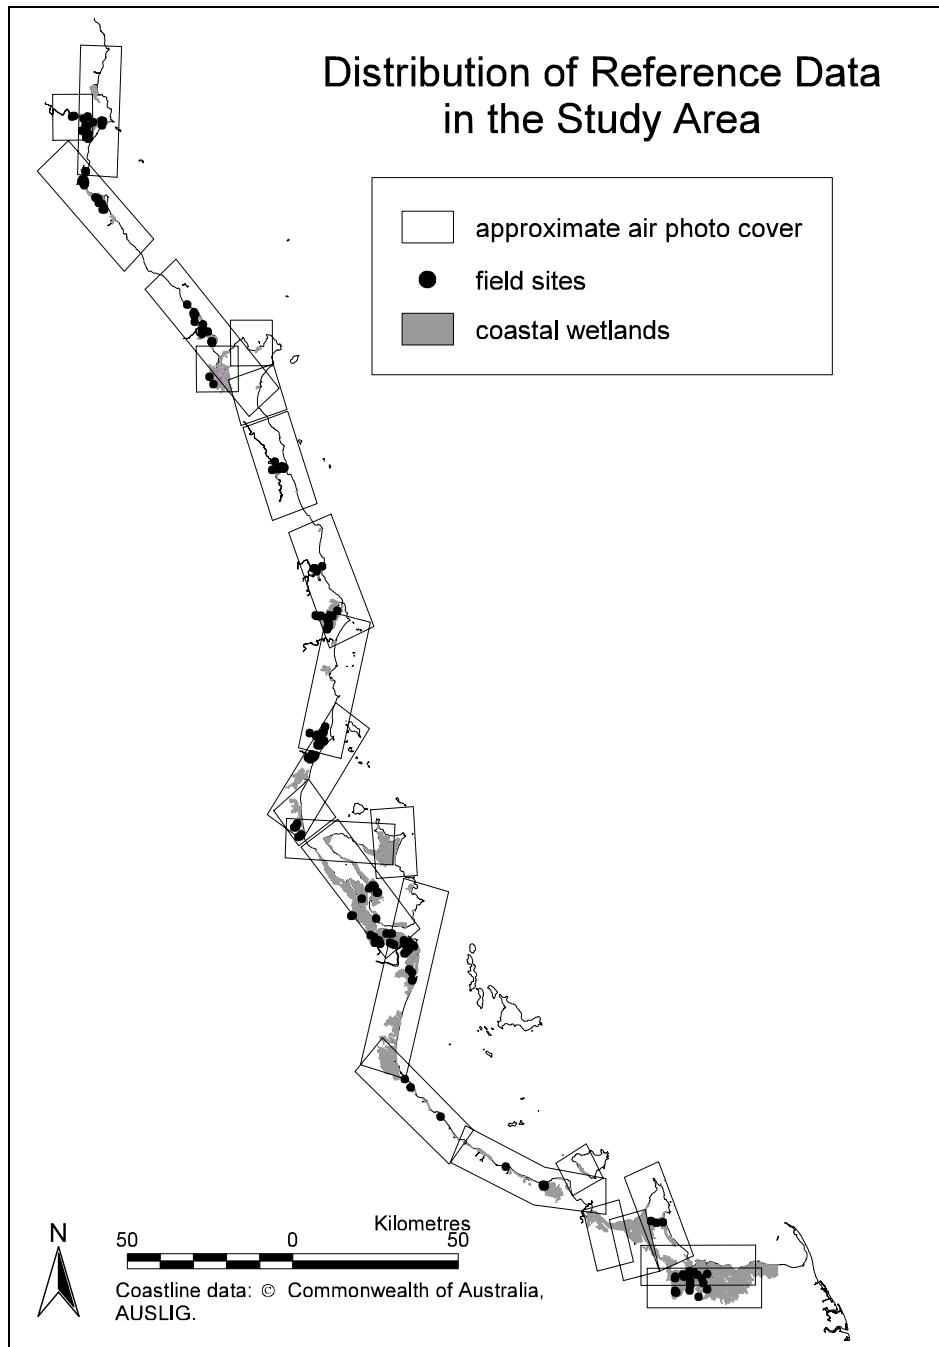 Distribution of Reference Data
in the Study Area
approximate air photo cover
field sites
coastal wetlands
N
Kilometres
50 0 50
Coastline data: © Commonwealth of Australia,
AUSLIG.